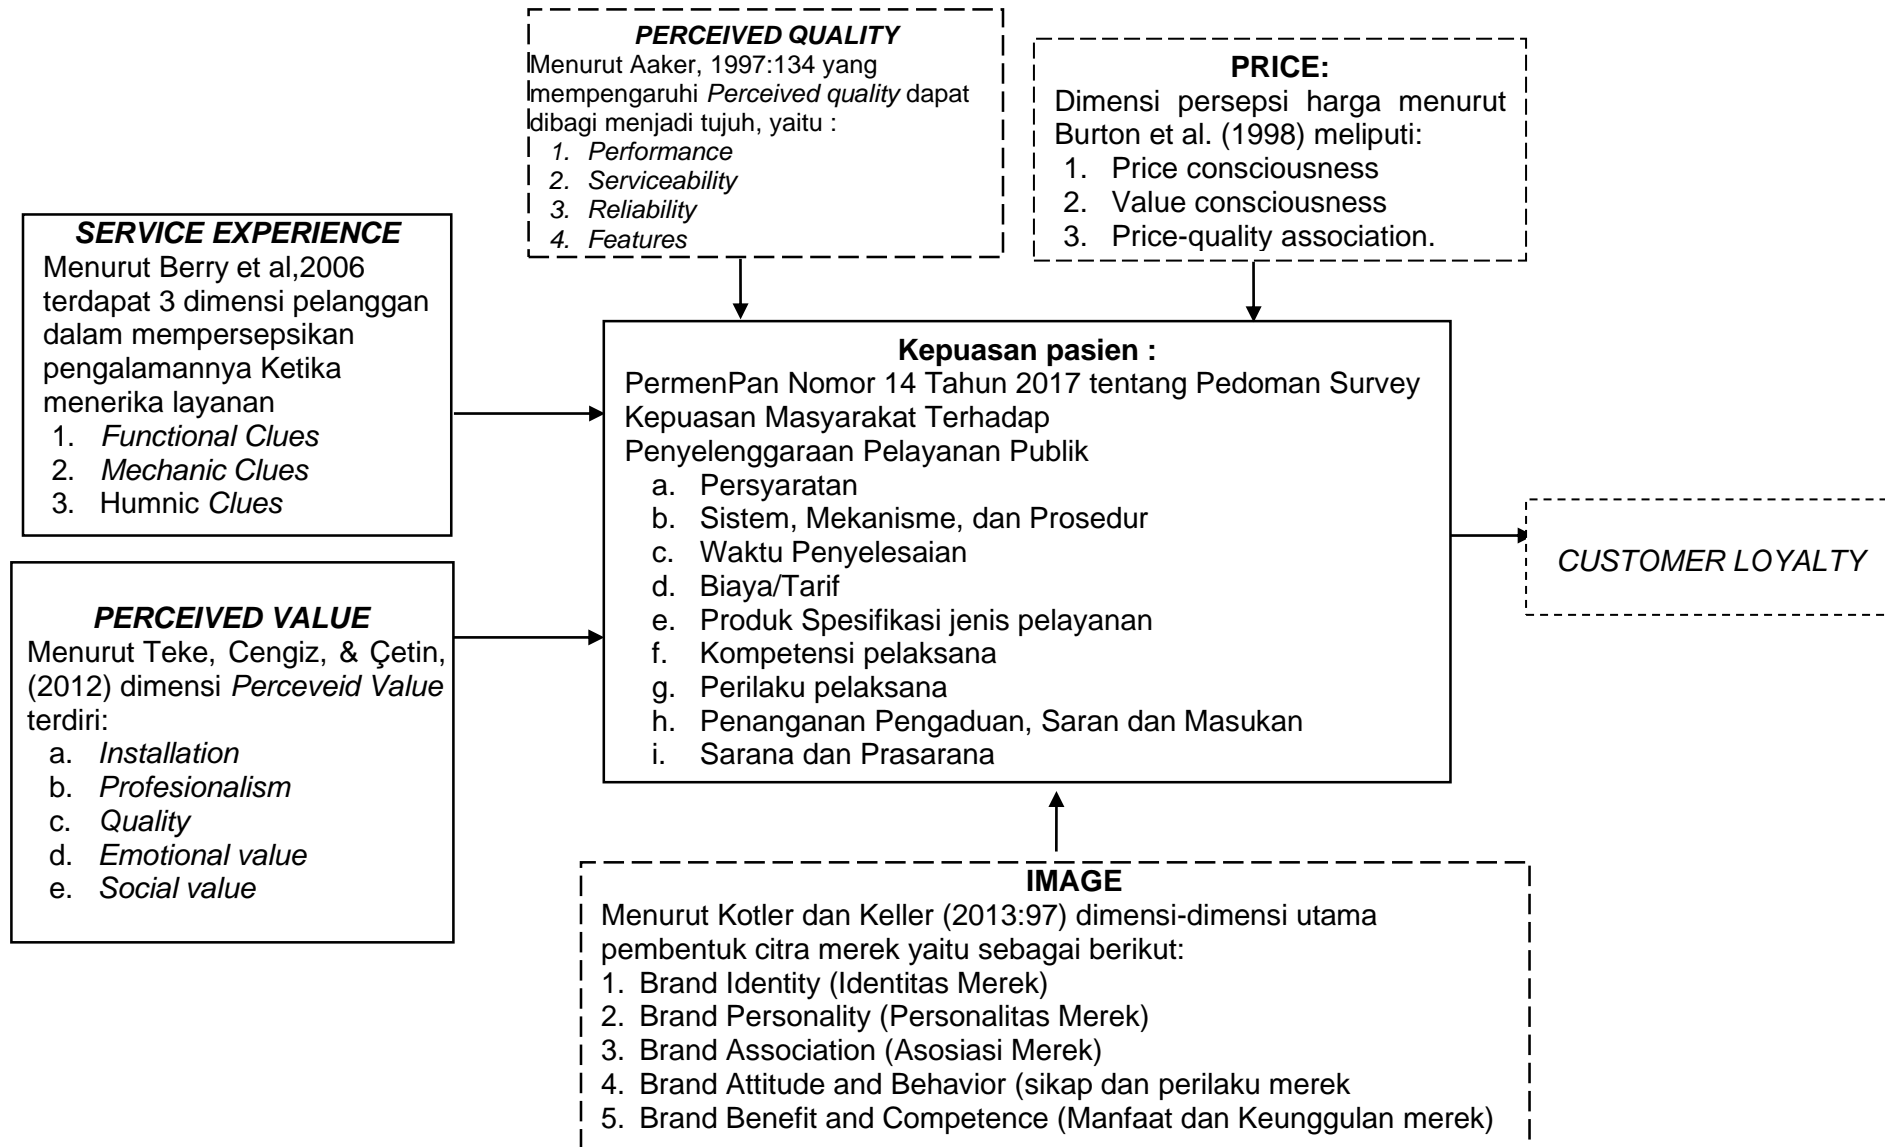 PERCEIVED QUALITY
Menurut Aaker, 1997:134 yang
mempengaruhi Perceived quality dapat
dibagi menjadi tujuh, yaitu :
1. Performance
2. Serviceability
3. Reliability
4. Features
PRICE:
Dimensi persepsi harga menurut
Burton et al. (1998) meliputi:
1. Price consciousness
2. Value consciousness
3. Price-quality association.
SERVICE EXPERIENCE
Menurut Berry et al,2006
terdapat 3 dimensi pelanggan
dalam mempersepsikan
pengalamannya Ketika
menerika layanan
1. Functional Clues
2. Mechanic Clues
3. Humnic Clues
PERCEIVED VALUE
Menurut Teke, Cengiz, & Çetin,
(2012) dimensi Perceveid Value
terdiri:
a. Installation
b. Profesionalism
c. Quality
d. Emotional value
e. Social value
Kepuasan pasien :
PermenPan Nomor 14 Tahun 2017 tentang Pedoman Survey
Kepuasan Masyarakat Terhadap
Penyelenggaraan Pelayanan Publik
a. Persyaratan
b. Sistem, Mekanisme, dan Prosedur
c. Waktu Penyelesaian
d. Biaya/Tarif
e. Produk Spesifikasi jenis pelayanan
f. Kompetensi pelaksana
g. Perilaku pelaksana
h. Penanganan Pengaduan, Saran dan Masukan
i. Sarana dan Prasarana
CUSTOMER LOYALTY
IMAGE
Menurut Kotler dan Keller (2013:97) dimensi-dimensi utama
pembentuk citra merek yaitu sebagai berikut:
1. Brand Identity (Identitas Merek)
2. Brand Personality (Personalitas Merek)
3. Brand Association (Asosiasi Merek)
4. Brand Attitude and Behavior (sikap dan perilaku merek
5. Brand Benefit and Competence (Manfaat dan Keunggulan merek)